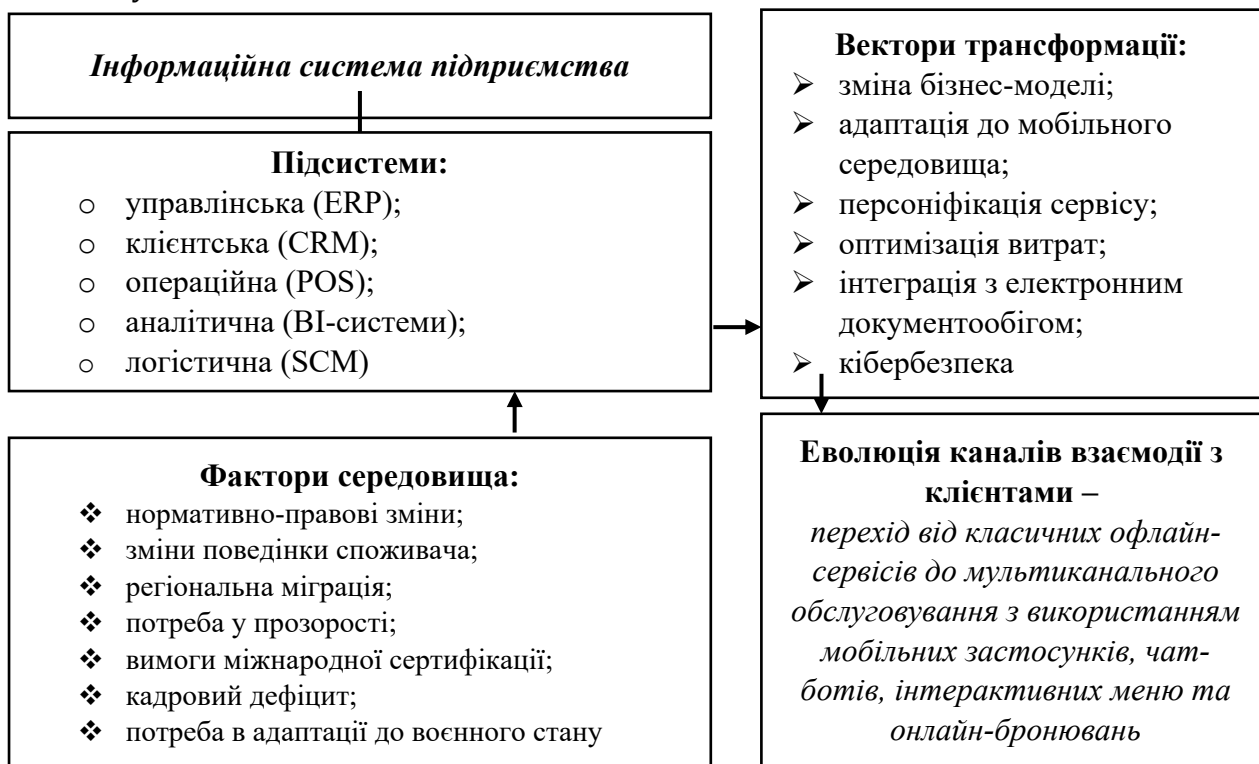 Інформаційна система підприємства
Підсистеми:
o управлінська (ERP);
o клієнтська (CRM);
o операційна (POS);
o аналітична (BI-системи);
o логістична (SCM)
Фактори середовища:
❖ нормативно-правові зміни;
❖ зміни поведінки споживача;
❖ регіональна міграція;
❖ потреба у прозорості;
❖ вимоги міжнародної сертифікації;
❖ кадровий дефіцит;
❖ потреба в адаптації до воєнного стану
Вектори трансформації:
➢ зміна бізнес-моделі;
➢ адаптація до мобільного
середовища;
➢ персоніфікація сервісу;
➢ оптимізація витрат;
➢ інтеграція з електронним
документообігом;
➢ кібербезпека
Еволюція каналів взаємодії з
клієнтами –
перехід від класичних офлайн-
сервісів до мультиканального
обслуговування з використанням
мобільних застосунків, чат-
ботів, інтерактивних меню та
онлайн-бронювань